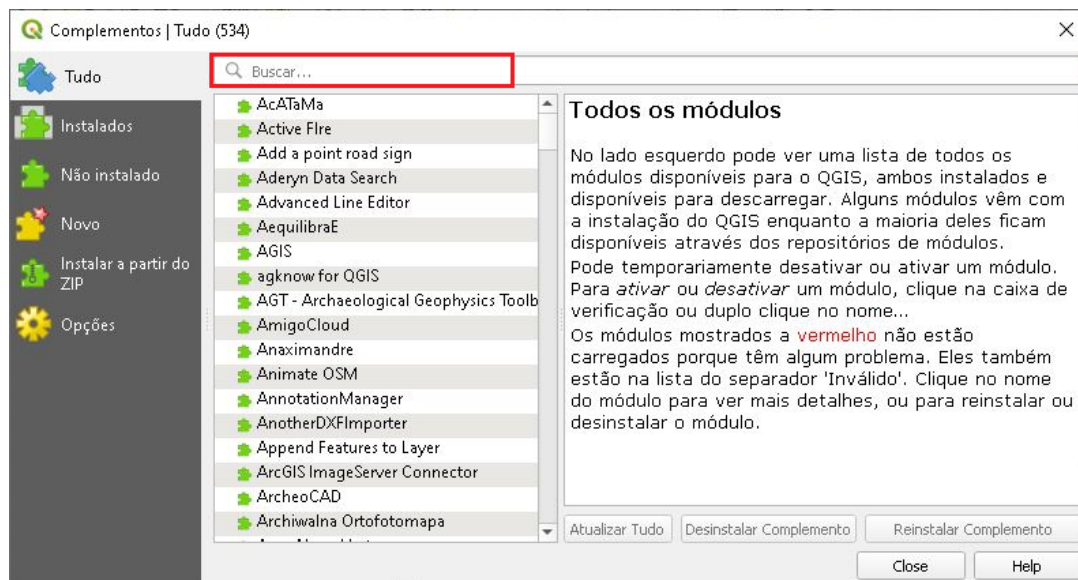 Complementos | Tudo (534)
Tudo
Instalados
Não instalado
Novo
Instalar a partir do
ZIP
Opções
Buscar...
AcATaMa
Active FIre
Add a point road sign
Aderyn Data Search
Advanced Line Editor
AequilibraE
AGIS
agknow for QGIS
AGT - Archaeological Geophysics Toolb
AmigoCloud
Anaximandre
Animate OSM
AnnotationManager
AnotherDXFImporter
Append Features to Layer
ArcGIS ImageServer Connector
ArcheoCAD
Archiwalna Ortofotomapa
Todos os módulos
No lado esquerdo pode ver uma lista de todos os
módulos disponíveis para o QGIS, ambos instalados e
disponíveis para descarregar. Alguns módulos vêm com
a instalação do QGIS enquanto a maioria deles ficam
disponíveis através dos repositórios de módulos.
Pode temporariamente desativar ou ativar um módulo.
Para ativar ou desativar um módulo, clique na caixa de
verificação ou duplo clique no nome...
Os módulos mostrados a vermelho não estão
carregados porque têm algum problema. Eles também
estão na lista do separador 'Inválido'. Clique no nome
do módulo para ver mais detalhes, ou para reinstalar ou
desinstalar o módulo.
Atualizar Tudo
Desinstalar Complemento
Reinstalar Complemento
Close
Help